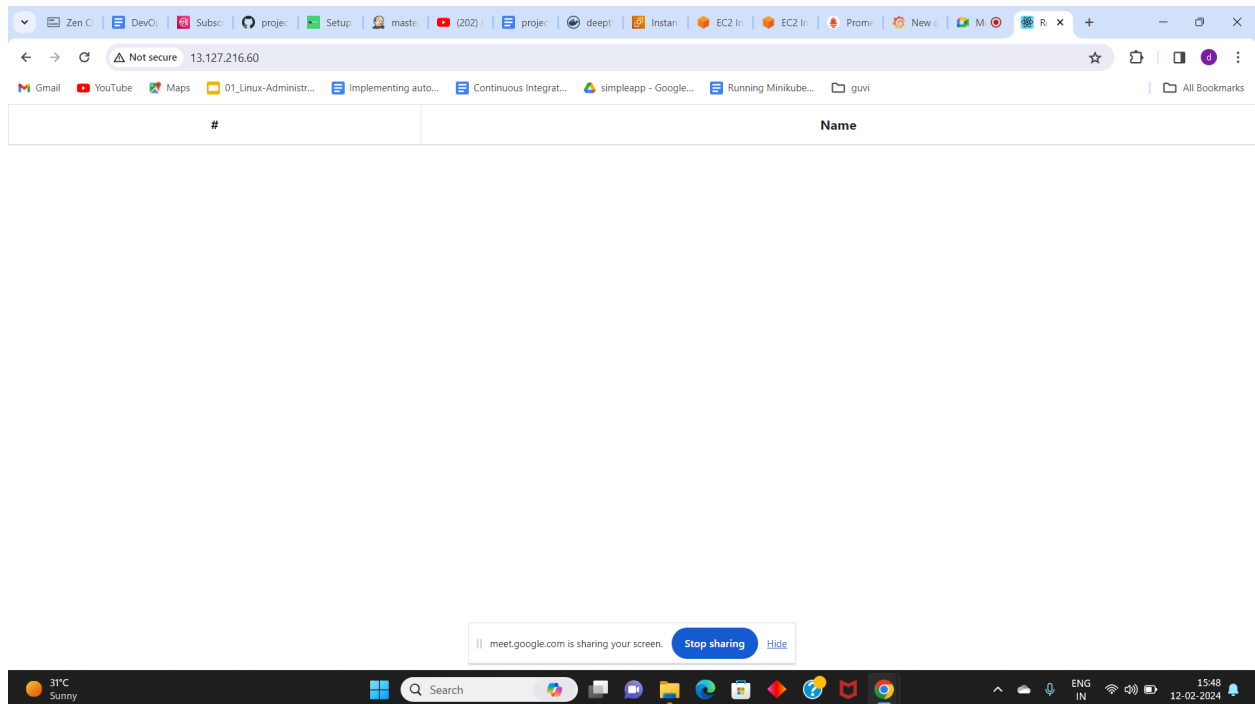 Zen Cl DevOp Subsc projec Setup maste (202) projec deepti Instan EC2 In EC2 In Prome New d
Not secure 13.127.216.60 d
Gmail YouTube Maps 01_Linux-Administr... Implementing auto... Continuous Integrat... simpleapp - Google... Running Minikube... guvi All Bookmarks
# Name
meet.google.com is sharing your screen. Stop sharing Hide
31°C Search ENG 15:48
Sunny IN 12-02-2024